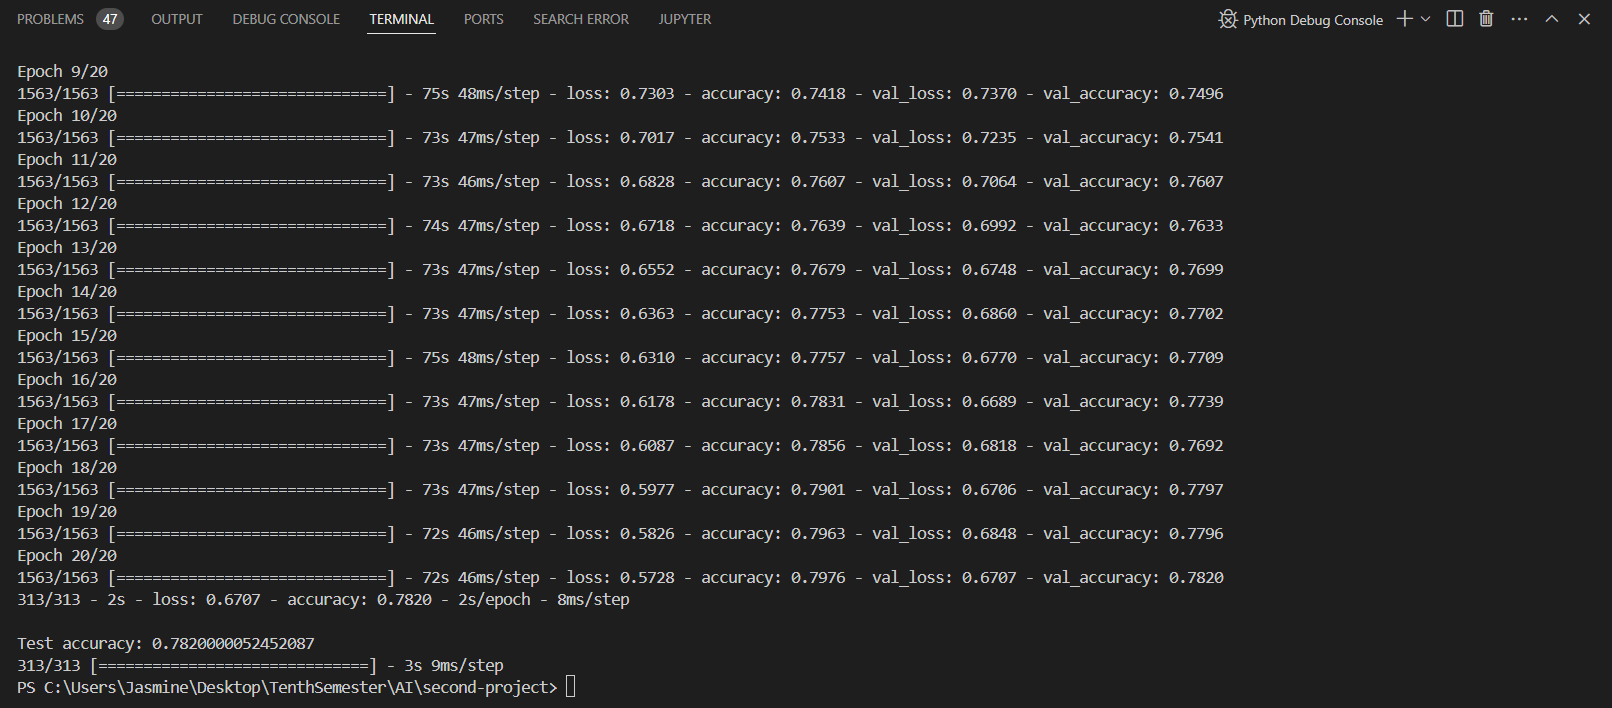 PROBLEMS 47 OUTPUT DEBUG CONSOLE TERMINAL PORTS SEARCH ERROR JUPYTER Python Debug Console
Epoch 9/20
1563/1563 [==============================] - 75s 48ms/step - loss: 0.7303 - accuracy: 0.7418 - val_loss: 0.7370 - val_accuracy: 0.7496
Epoch 10/20
1563/1563 [==============================] - 73s 47ms/step - loss: 0.7017 - accuracy: 0.7533 - val_loss: 0.7235 - val_accuracy: 0.7541
Epoch 11/20
1563/1563 [==============================] - 73s 46ms/step - loss: 0.6828 - accuracy: 0.7607 - val_loss: 0.7064 - val_accuracy: 0.7607
Epoch 12/20
1563/1563 [==============================] - 74s 47ms/step - loss: 0.6718 - accuracy: 0.7639 - val_loss: 0.6992 - val_accuracy: 0.7633
Epoch 13/20
1563/1563 [==============================] - 73s 47ms/step - loss: 0.6552 - accuracy: 0.7679 - val_loss: 0.6748 - val_accuracy: 0.7699
Epoch 14/20
1563/1563 [==============================] - 73s 47ms/step - loss: 0.6363 - accuracy: 0.7753 - val_loss: 0.6860 - val_accuracy: 0.7702
Epoch 15/20
1563/1563 [==============================] - 75s 48ms/step - loss: 0.6310 - accuracy: 0.7757 - val_loss: 0.6770 - val_accuracy: 0.7709
Epoch 16/20
1563/1563 [==============================] - 73s 47ms/step - loss: 0.6178 - accuracy: 0.7831 - val_loss: 0.6689 - val_accuracy: 0.7739
Epoch 17/20
1563/1563 [==============================] - 73s 47ms/step - loss: 0.6087 - accuracy: 0.7856 - val_loss: 0.6818 - val_accuracy: 0.7692
Epoch 18/20
1563/1563 [==============================] - 73s 47ms/step - loss: 0.5977 - accuracy: 0.7901 - val_loss: 0.6706 - val_accuracy: 0.7797
Epoch 19/20
1563/1563 [==============================] - 72s 46ms/step - loss: 0.5826 - accuracy: 0.7963 - val_loss: 0.6848 - val_accuracy: 0.7796
Epoch 20/20
1563/1563 [==============================] - 72s 46ms/step - loss: 0.5728 - accuracy: 0.7976 - val_loss: 0.6707 - val_accuracy: 0.7820
313/313 - 2s - loss: 0.6707 - accuracy: 0.7820 - 2s/epoch - 8ms/step
Test accuracy: 0.7820000052452087
313/313 [==============================] - 3s 9ms/step
PS C:\Users\Jasmine\Desktop\TenthSemester\AI\second-project>